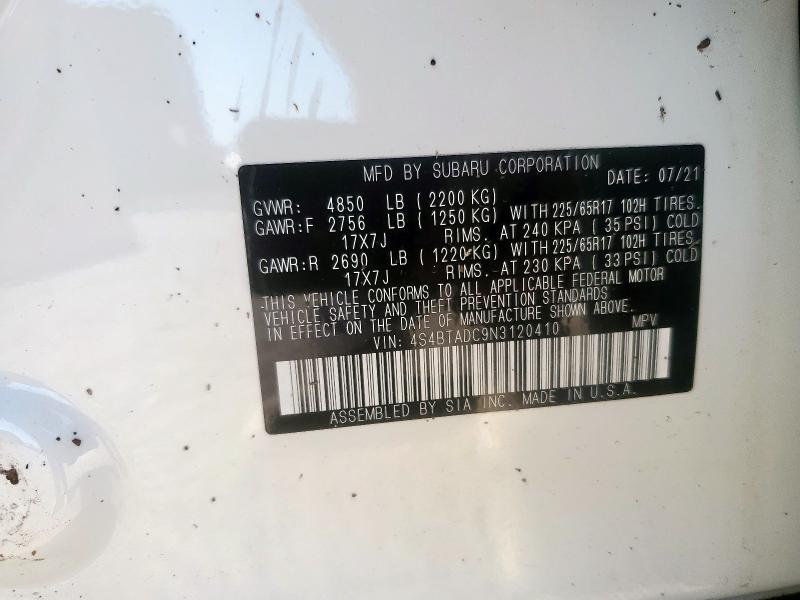 MFD BY SUBARU CORPORATION DATE: 07/21
GVWR: 4850 LB (2200 KG)
GAWR:F 2756 LB (1250 KG) WITH 225/65R17 102H TIRES.
17X7J RIMS. AT 240 KPA (35 PSI) COLD
GAWR:R 2690 LB (1220 KG) WITH 225/65R17 102H TIRES.
17X7J RIMS. AT 230 KPA (33 PSI) COLD
THIS VEHICLE CONFORMS TO ALL APPLICABLE FEDERAL MOTOR
VEHICLE SAFETY AND THEFT PREVENTION STANDARDS
IN EFFECT ON THE DATE OF MANUFACTURE SHOWN ABOVE.
VIN: 4S4BTADC9N3120410 MPV
ASSEMBLED BY SIA INC. MADE IN U.S.A.